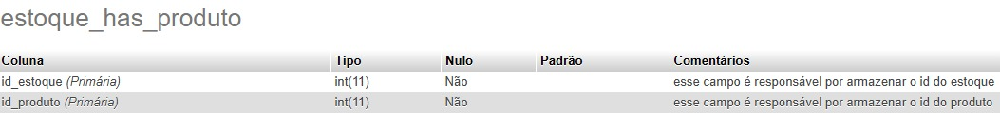 estoque_has_produto
Coluna Tipo Nulo Padrão Comentários
id_estoque (Primária) int(11) Não esse campo é responsável por armazenar o id do estoque
id_produto (Primária) int(11) Não esse campo é responsável por armazenar o id do produto